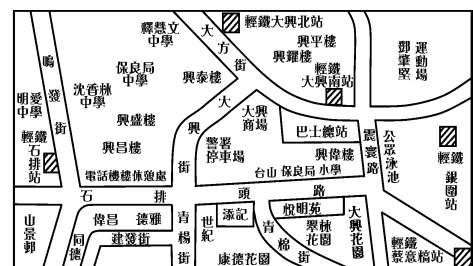 輕鐵大興北站
釋慧文
中學
大方街
興平樓
興耀樓
運動場
鄧肇堅
輕鐵
大興南站
鳴發街
保良局
中學
興泰樓
沈香林
中學
明愛
中學
大興街
大興
商場
巴士總站
震寰路
公眾泳池
輕鐵
銀圍站
輕鐵
石排站
興盛樓
興昌樓
警署
停車場
興偉樓
電話機樓休憩處
台山 保良局 小學
石排頭路
山景邨
同德
偉昌
德雅
建發街
青楊街
世紀
添記
悅明苑
青棉街
翠林
花園
大興花園
康德花園
輕鐵
蔡意橋站